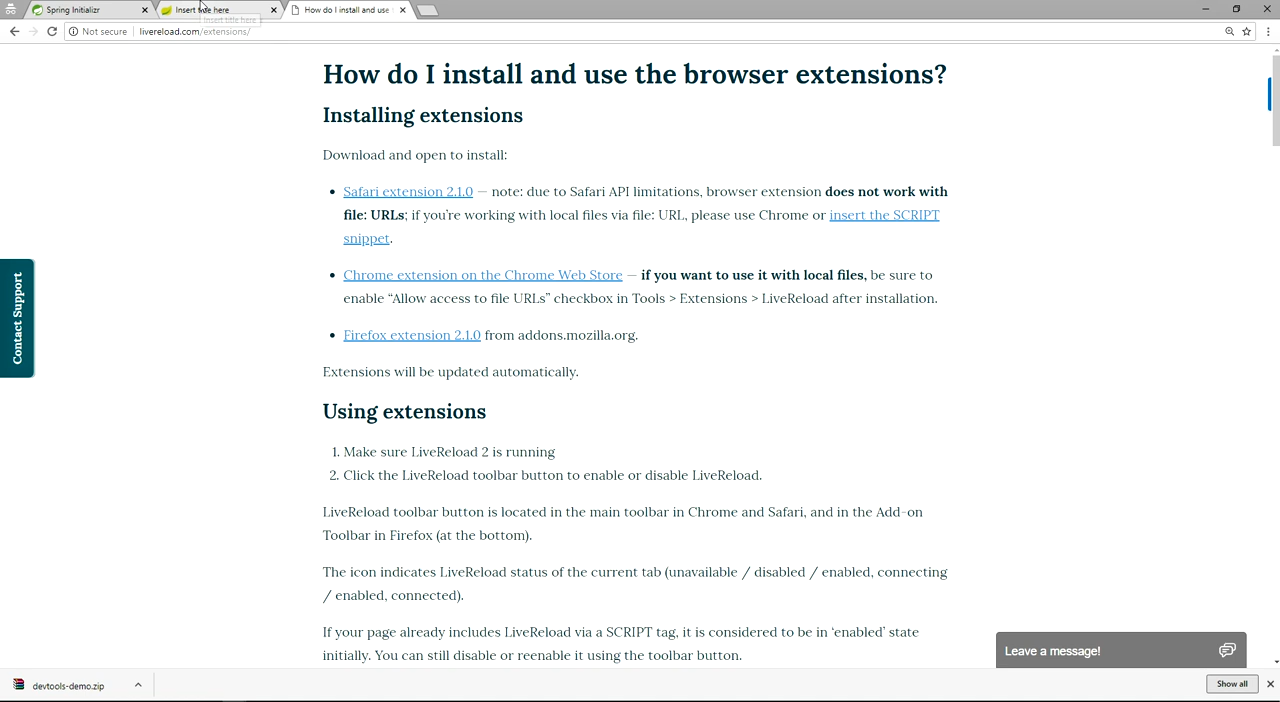 Spring Initializr
Insert title here
How do I install and use
Insert title here
Not secure
livereload.com/extensions/
How do I install and use the browser extensions?
Installing extensions
Download and open to install:
Safari extension 2.1.0 — note: due to Safari API limitations, browser extension does not work with
file: URLs; if you’re working with local files via file: URL, please use Chrome or insert the SCRIPT
snippet.
Chrome extension on the Chrome Web Store — if you want to use it with local files, be sure to
enable “Allow access to file URLs” checkbox in Tools > Extensions > LiveReload after installation.
Firefox extension 2.1.0 from addons.mozilla.org.
Extensions will be updated automatically.
Contact Support
Using extensions
1. Make sure LiveReload 2 is running
2. Click the LiveReload toolbar button to enable or disable LiveReload.
LiveReload toolbar button is located in the main toolbar in Chrome and Safari, and in the Add-on
Toolbar in Firefox (at the bottom).
The icon indicates LiveReload status of the current tab (unavailable / disabled / enabled, connecting
/ enabled, connected).
If your page already includes LiveReload via a SCRIPT tag, it is considered to be in ‘enabled’ state
initially. You can still disable or reenable it using the toolbar button.
Leave a message!
devtools-demo.zip
Show all